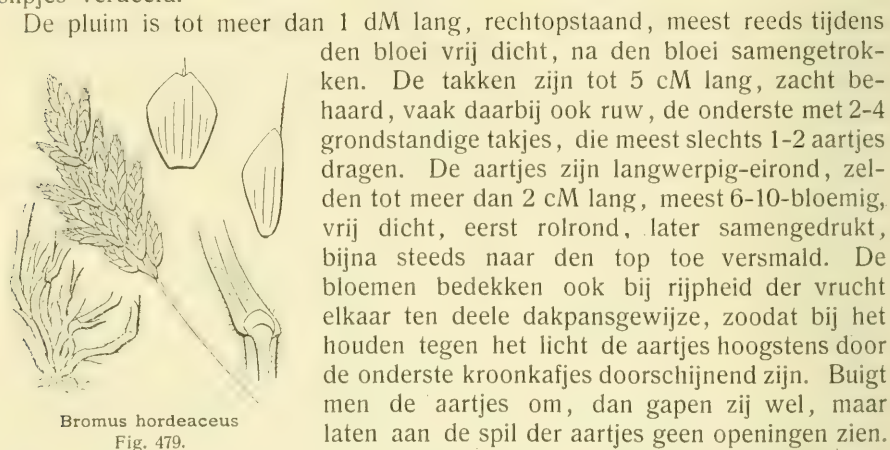 De pluim is tot meer dan 1 dM lang, rechtopstaand, meest reeds tijdens
den bloei vrij dicht, na den bloei samengetrok-
ken. De takken zijn tot 5 cM lang, zacht be-
haard, vaak daarbij ook ruw, de onderste met 2-4
grondstandige takjes, die meest slechts 1-2 aartjes
dragen. De aartjes zijn langwerpig-eirond, zel-
den tot meer dan 2 cM lang, meest 6-10-bloemig,
vrij dicht, eerst rolrond, later samengedrukt,
bijna steeds naar den top toe versmald. De
bloemen bedekken ook bij rijpheid der vrucht
elkaar ten deele dakpansgewijze, zoodat bij het
houden tegen het licht de aartjes hoogstens door
de onderste kroonkafjes doorschijnend zijn. Buigt
men de aartjes om, dan gapen zij wel, maar
laten aan de spil der aartjes geen openingen zien.
Bromus hordeaceus
Fig. 479.